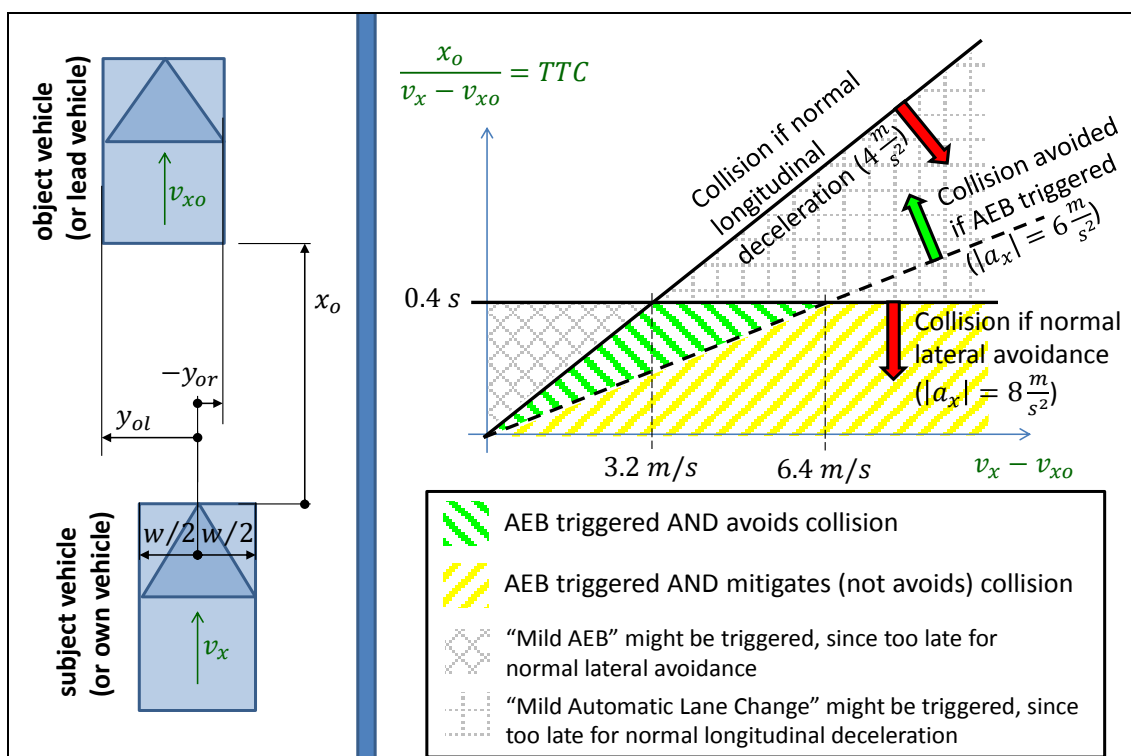 object vehicle
(or lead vehicle)
v_xo
x_o
−y_or
y_ol
w/2 w/2
subject vehicle
(or own vehicle)
v_x
x_o / (v_x − v_xo) = TTC
Collision if normal
longitudinal
deceleration (4 m/s²)
Collision avoided
if AEB triggered
(|a_x| = 6 m/s²)
0.4 s
Collision if normal
lateral avoidance
(|a_x| = 8 m/s²)
3.2 m/s
6.4 m/s
v_x − v_xo
AEB triggered AND avoids collision
AEB triggered AND mitigates (not avoids) collision
“Mild AEB” might be triggered, since too late for
normal lateral avoidance
“Mild Automatic Lane Change” might be triggered, since
too late for normal longitudinal deceleration